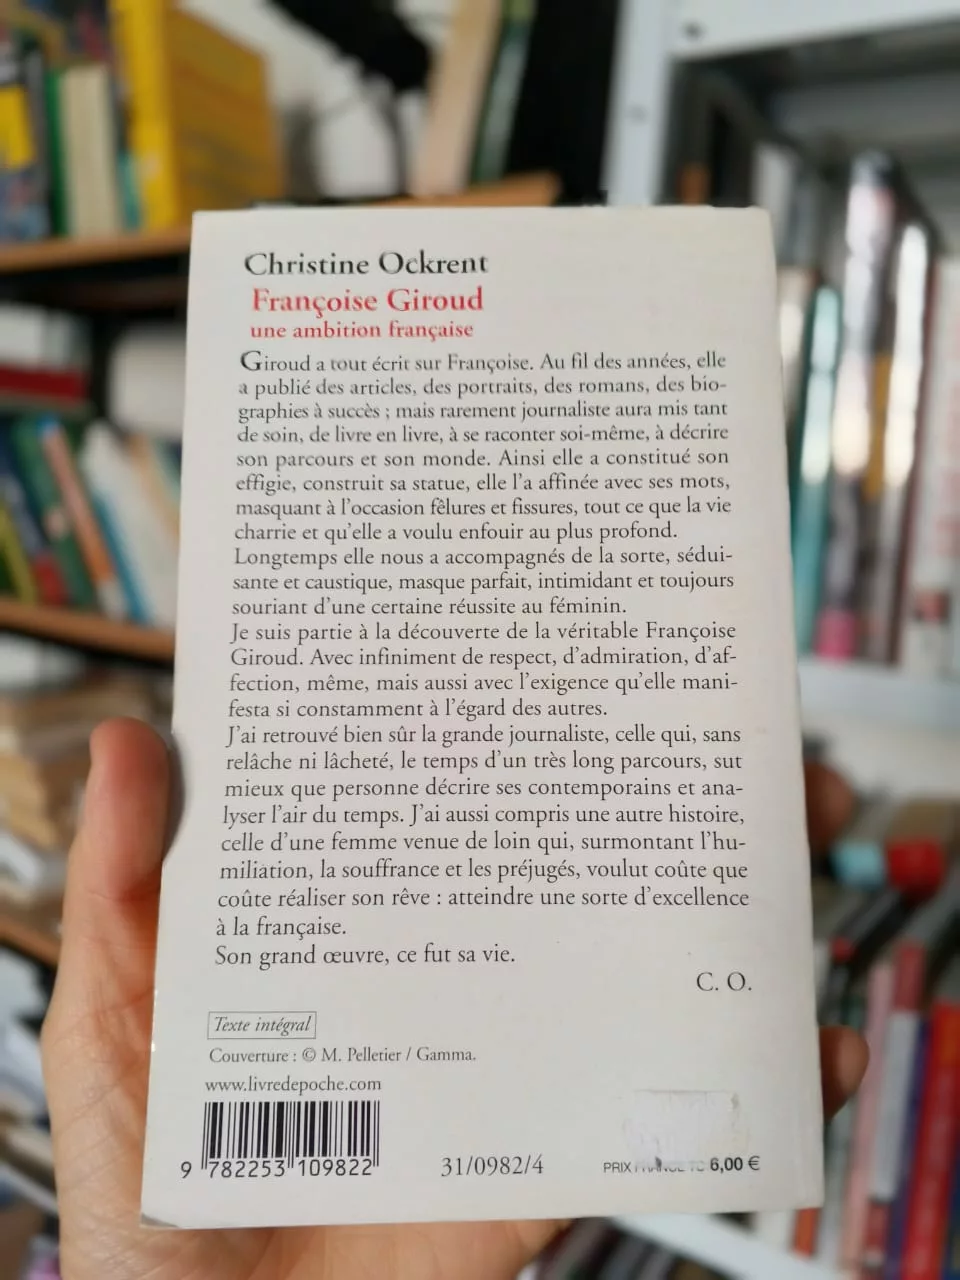 Christine Ockrent
Françoise Giroud
une ambition française
Giroud a tout écrit sur Françoise. Au fil des années, elle
a publié des articles, des portraits, des romans, des bio-
graphies à succès ; mais rarement journaliste aura mis tant
de soin, de livre en livre, à se raconter soi-même, à décrire
son parcours et son monde. Ainsi elle a constitué son
effigie, construit sa statue, elle l'a affinée avec ses mots,
masquant à l'occasion fêlures et fissures, tout ce que la vie
charrie et qu'elle a voulu enfouir au plus profond.
Longtemps elle nous a accompagnés de la sorte, sédui-
sante et caustique, masque parfait, intimidant et toujours
souriant d'une certaine réussite au féminin.
Je suis partie à la découverte de la véritable Françoise
Giroud. Avec infiniment de respect, d'admiration, d'af-
fection, même, mais aussi avec l'exigence qu'elle mani-
festa si constamment à l'égard des autres.
J'ai retrouvé bien sûr la grande journaliste, celle qui, sans
relâche ni lâcheté, le temps d'un très long parcours, sut
mieux que personne décrire ses contemporains et ana-
lyser l'air du temps. J'ai aussi compris une autre histoire,
celle d'une femme venue de loin qui, surmontant l'hu-
miliation, la souffrance et les préjugés, voulut coûte que
coûte réaliser son rêve : atteindre une sorte d'excellence
à la française.
Son grand œuvre, ce fut sa vie.
C. O.
Texte intégral
Couverture : © M. Pelletier / Gamma.
www.livredepoche.com
9 782253 109822
31/0982/4
PRIX 6,00 €